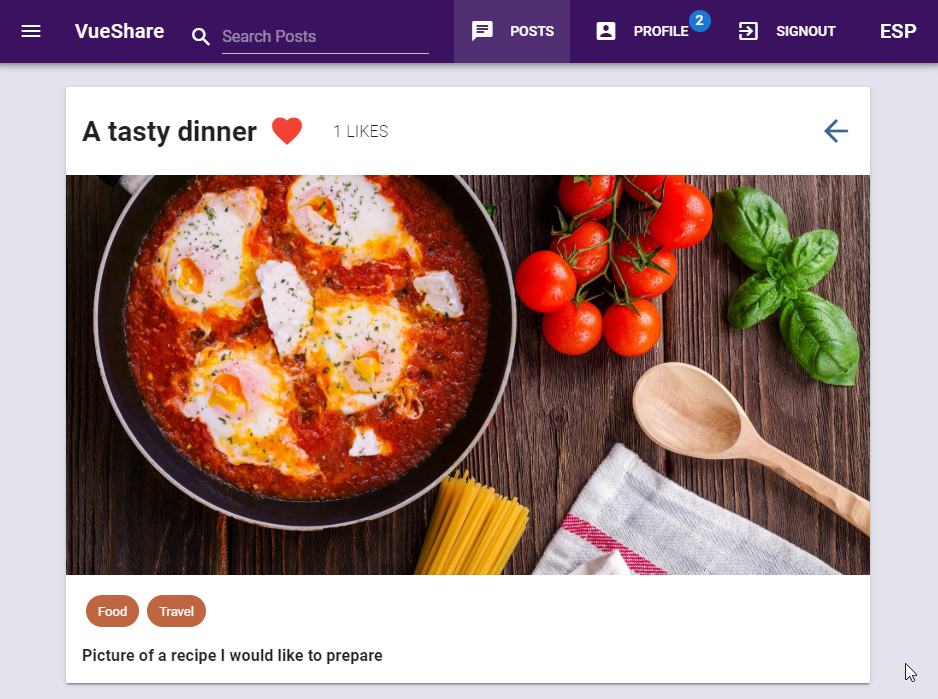 VueShare
Search Posts
POSTS
PROFILE
2
SIGNOUT
ESP
A tasty dinner
1 LIKES
Food
Travel
Picture of a recipe I would like to prepare